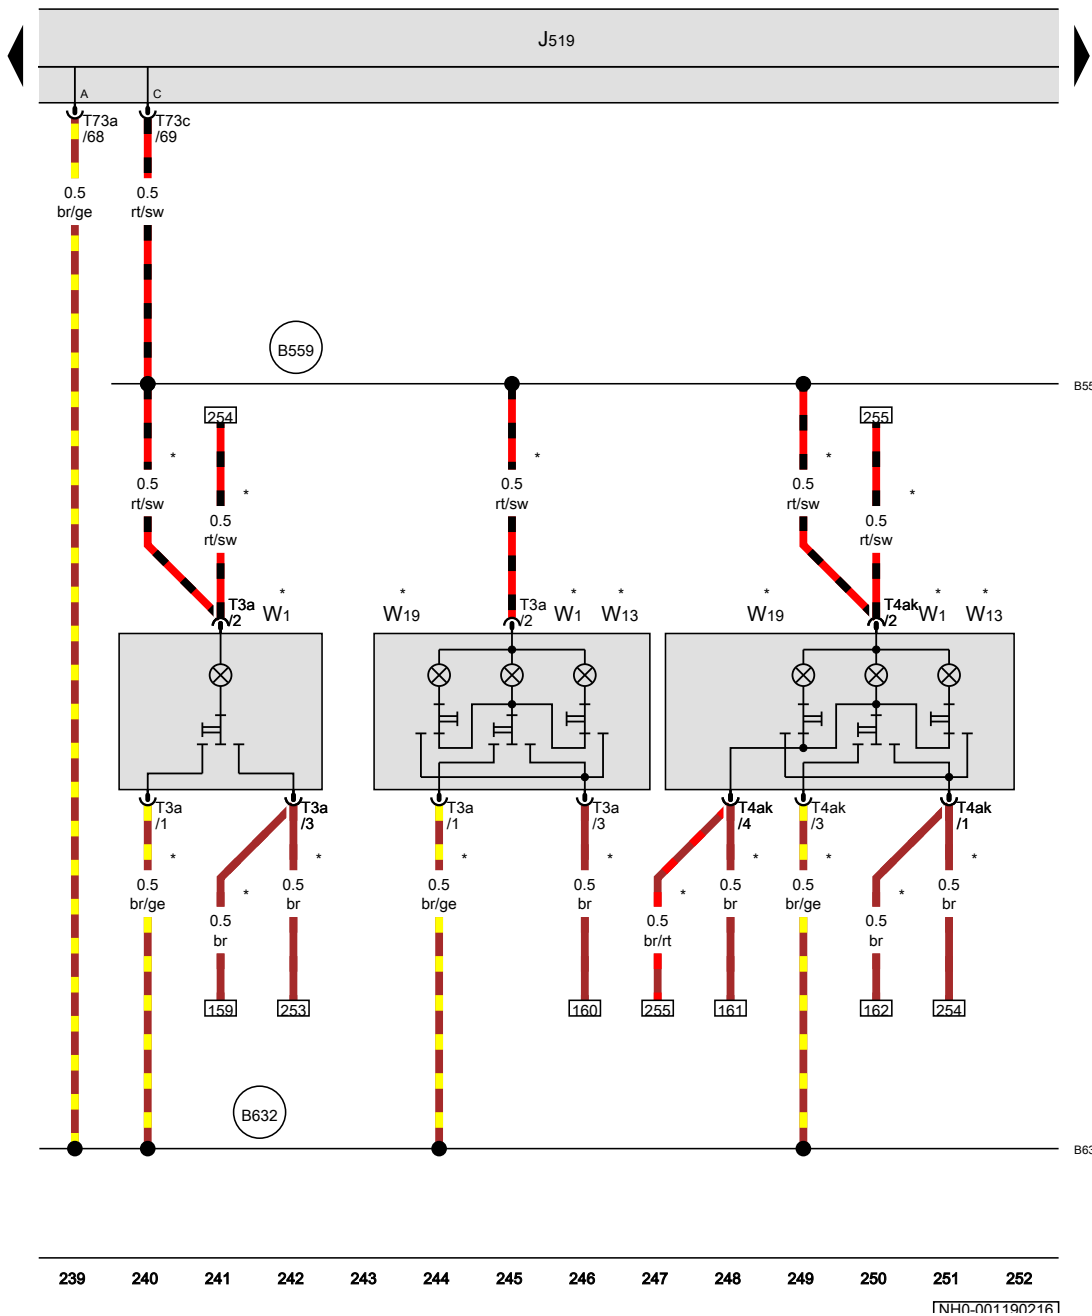 J519
A
C
T73a
/68
T73c
/69
0.5
br/ge
0.5
rt/sw
B559
B55
254
255
*
*
*
*
*
0.5
rt/sw
0.5
rt/sw
0.5
rt/sw
0.5
rt/sw
0.5
rt/sw
*
*
*
*
*
*
*
T3a
/2
W1
W19
T3a
/2
W1
W13
W19
T4ak
/2
W1
W13
T3a
/1
T3a
/3
T3a
/1
T3a
/3
T4ak
/4
T4ak
/3
T4ak
/1
*
*
*
*
*
*
*
0.5
br/ge
0.5
br
0.5
br/ge
0.5
br
0.5
br
0.5
br/ge
0.5
br
*
*
*
0.5
br
0.5
br/rt
0.5
br
159
253
160
255
161
162
254
B632
B63
239 240 241 242 243 244 245 246 247 248 249 250 251 252
NH0-001190216